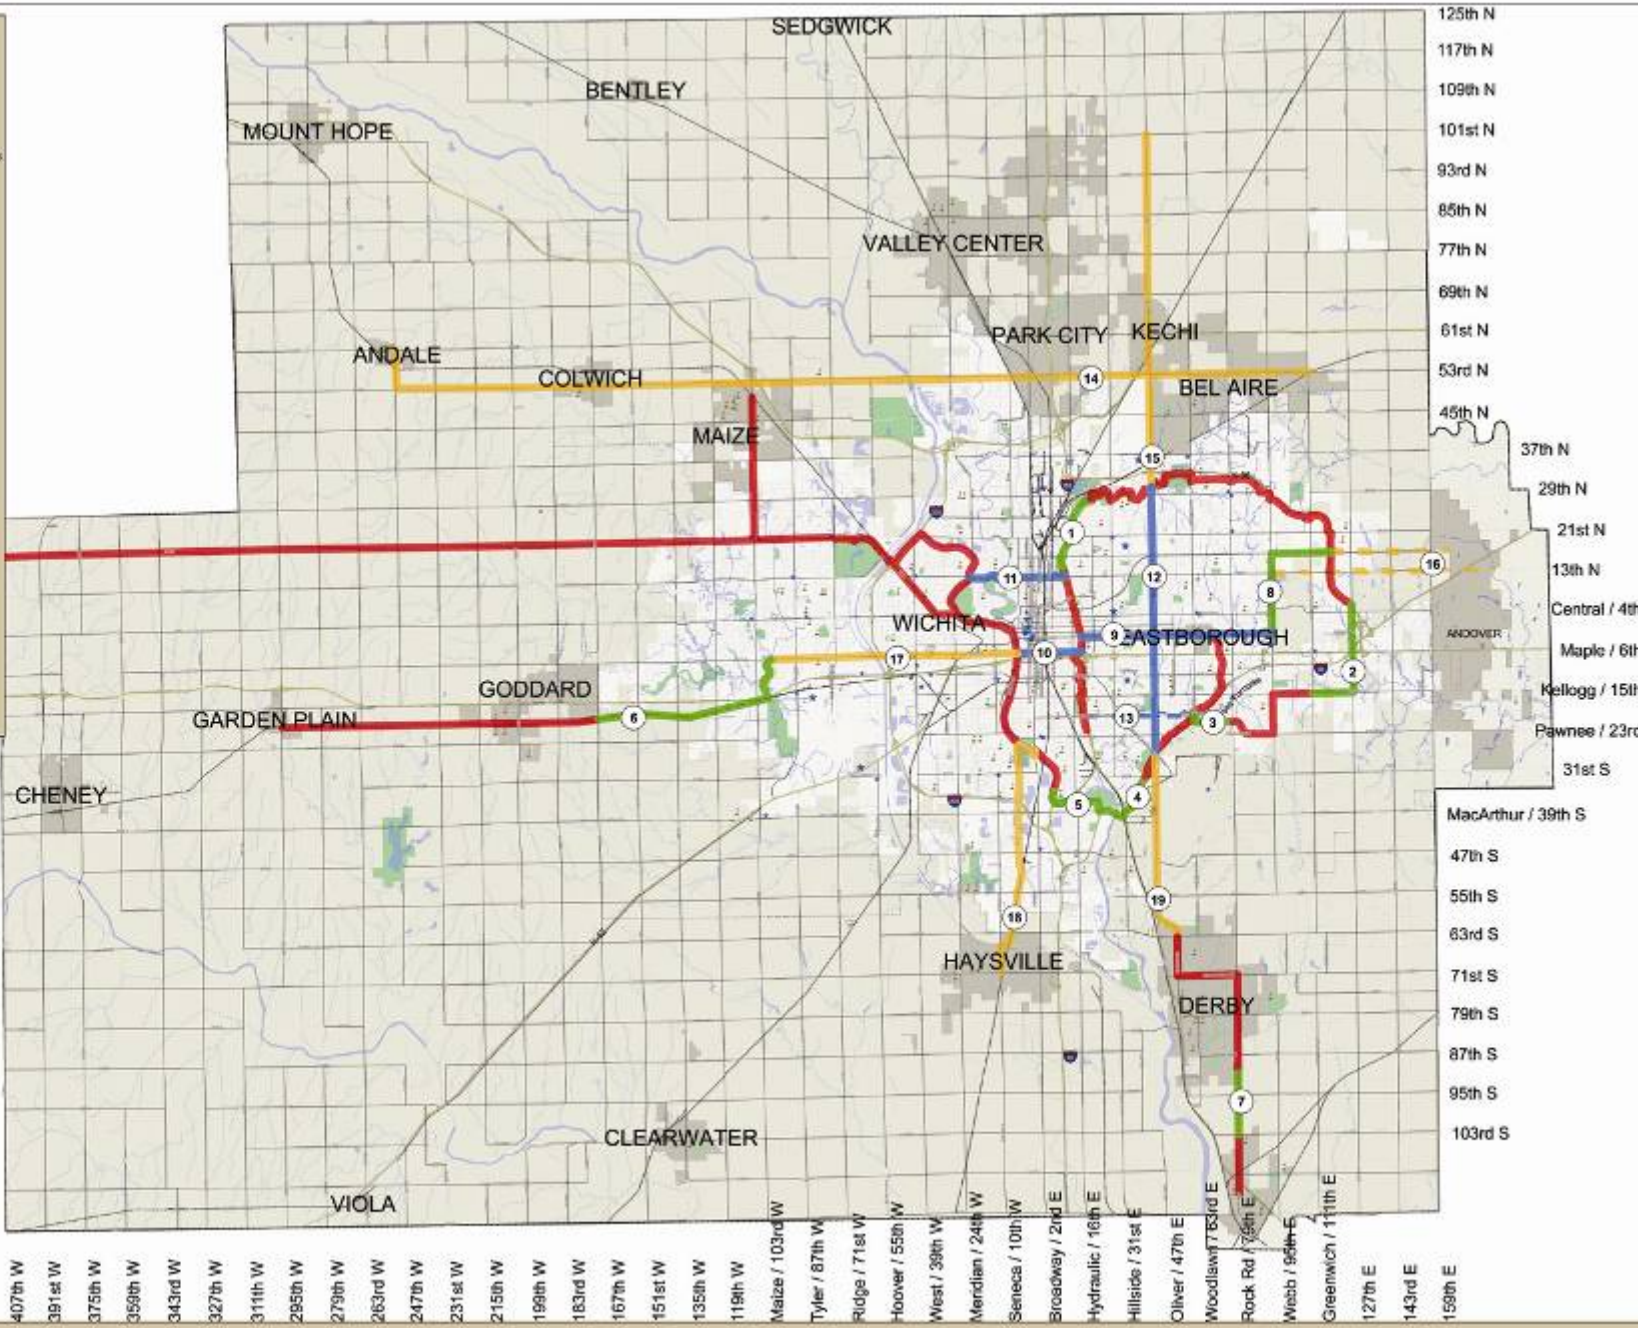 SEDGWICK
125th N
117th N
BENTLEY
109th N
MOUNT HOPE
101st N
93rd N
85th N
VALLEY CENTER
77th N
69th N
PARK CITY
KECHI
61st N
ANDALE
COLWICH
14
53rd N
BEL AIRE
45th N
MAIZE
15
37th N
29th N
1
21st N
16
11
12
13th N
8
Central / 4th
WICHITA
9
EASTBOROUGH
ANDOVER
17
10
Maple / 6th
2
GODDARD
Kellogg / 15th
GARDEN PLAIN
6
13
3
Pawnee / 23rd
31st S
CHENEY
5
4
MacArthur / 39th S
47th S
55th S
19
18
63rd S
HAYSVILLE
71st S
DERBY
79th S
87th S
7
95th S
103rd S
CLEARWATER
VIOLA
407th W
391st W
375th W
359th W
343rd W
327th W
311th W
295th W
279th W
263rd W
247th W
231st W
215th W
199th W
183rd W
167th W
151st W
135th W
119th W
Maize / 103rd W
Tyler / 87th W
Ridge / 71st W
Hoover / 55th W
West / 39th W
Meridian / 24th W
Seneca / 10th W
Broadway / 2nd E
Hydraulic / 16th E
Hillside / 31st E
Oliver / 47th E
Woodlawn / 63rd E
Rock Rd / 79th E
Webb / 95th E
Greenwich / 111th E
127th E
143rd E
159th E